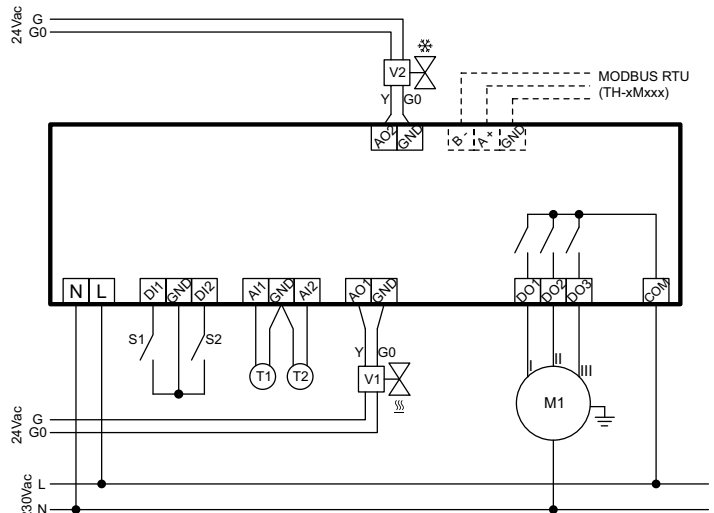 24Vac
G
G0
V2
Y G0
MODBUS RTU
(TH-xMxxx)
AO2 GND
B - A + GND
N L
DI1 GND DI2
AI1 GND AI2
AO1 GND
DO1 DO2 DO3
COM
S1 S2
T1 T2
Y G0
V1
I II III
M1
24Vac
G
G0
230Vac
L
N